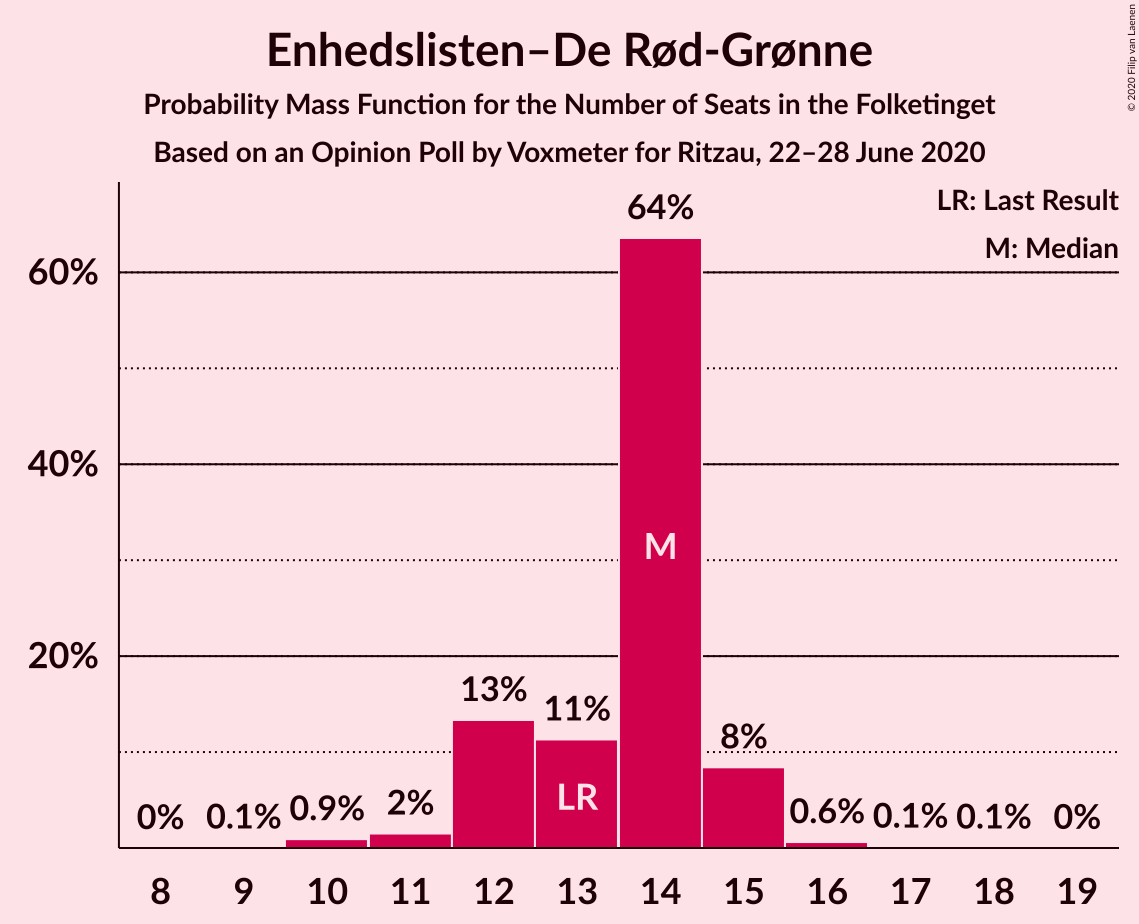 Enhedslisten–De Rød-Grønne
Probability Mass Function for the Number of Seats in the Folketinget
Based on an Opinion Poll by Voxmeter for Ritzau, 22–28 June 2020
© 2020 Filip van Laenen
LR: Last Result
M: Median
64%
60%
40%
M
20%
13%
11%
8%
LR
0%
0.1%
0.9%
2%
0.6%
0.1%
0.1%
0%
8 9 10 11 12 13 14 15 16 17 18 19